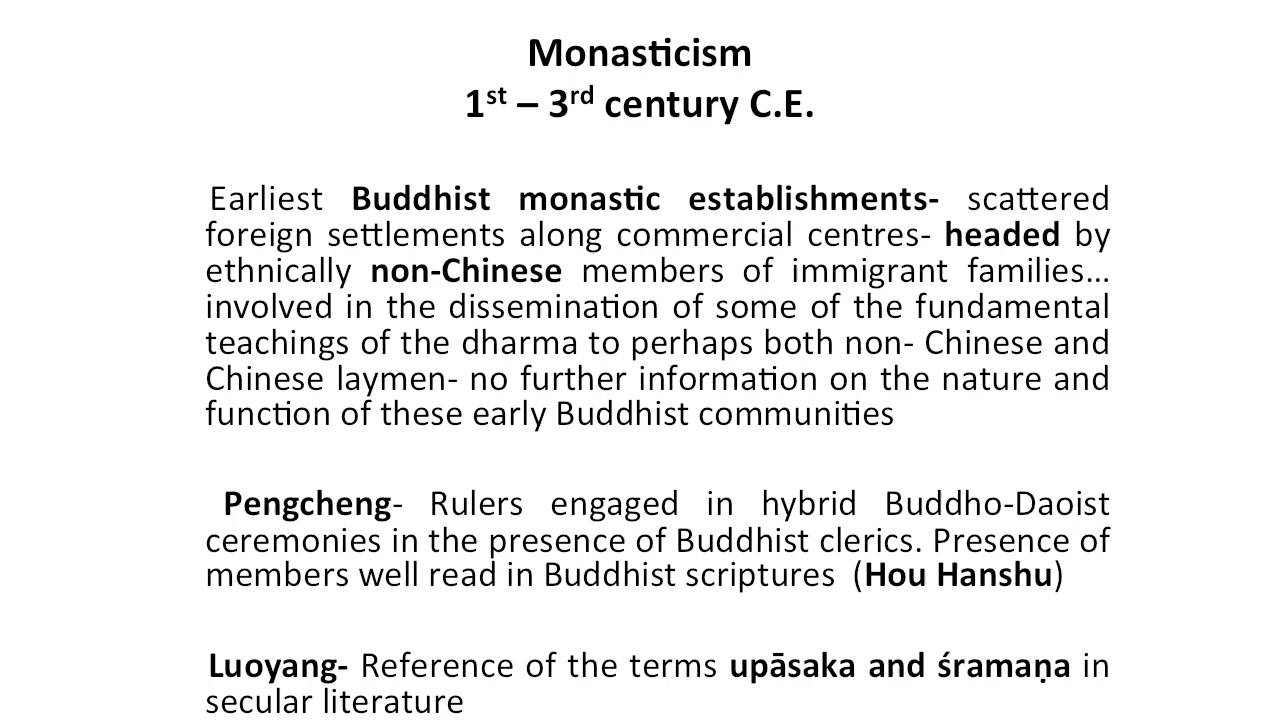 Monasticism
1st – 3rd century C.E.
Earliest Buddhist monastic establishments- scattered
foreign settlements along commercial centres- headed by
ethnically non-Chinese members of immigrant families…
involved in the dissemination of some of the fundamental
teachings of the dharma to perhaps both non- Chinese and
Chinese laymen- no further information on the nature and
function of these early Buddhist communities
Pengcheng- Rulers engaged in hybrid Buddho-Daoist
ceremonies in the presence of Buddhist clerics. Presence of
members well read in Buddhist scriptures (Hou Hanshu)
Luoyang- Reference of the terms upāsaka and śramaṇa in
secular literature